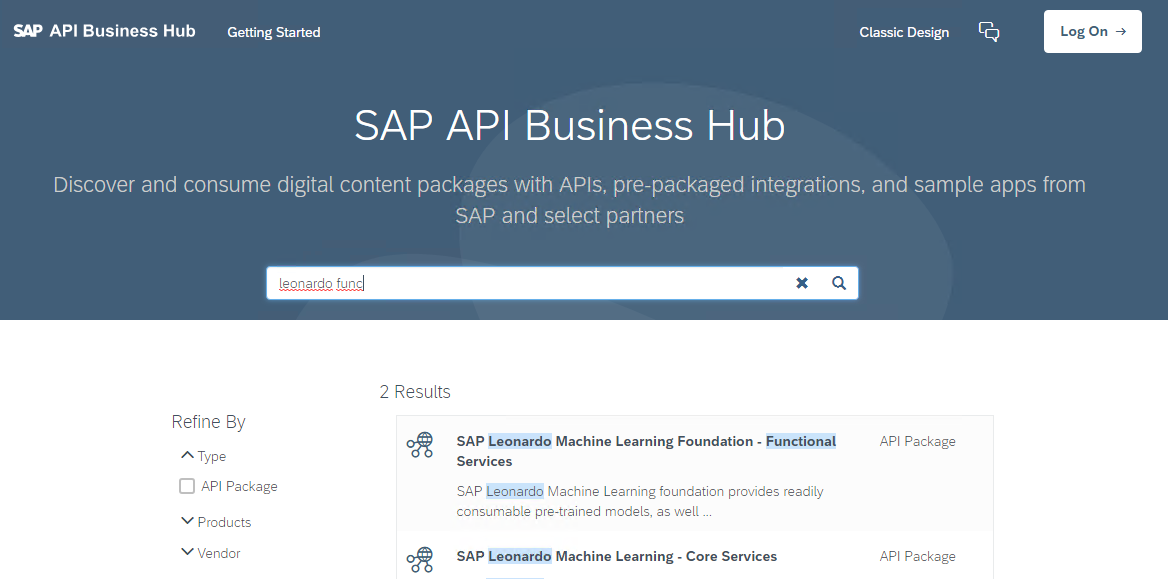 SAP API Business Hub
Getting Started
Classic Design
Log On →
SAP API Business Hub
Discover and consume digital content packages with APIs, pre-packaged integrations, and sample apps from
SAP and select partners
leonardo func
2 Results
Refine By
Type
API Package
Products
Vendor
SAP Leonardo Machine Learning Foundation - Functional
Services
API Package
SAP Leonardo Machine Learning foundation provides readily
consumable pre-trained models, as well ...
SAP Leonardo Machine Learning - Core Services
API Package